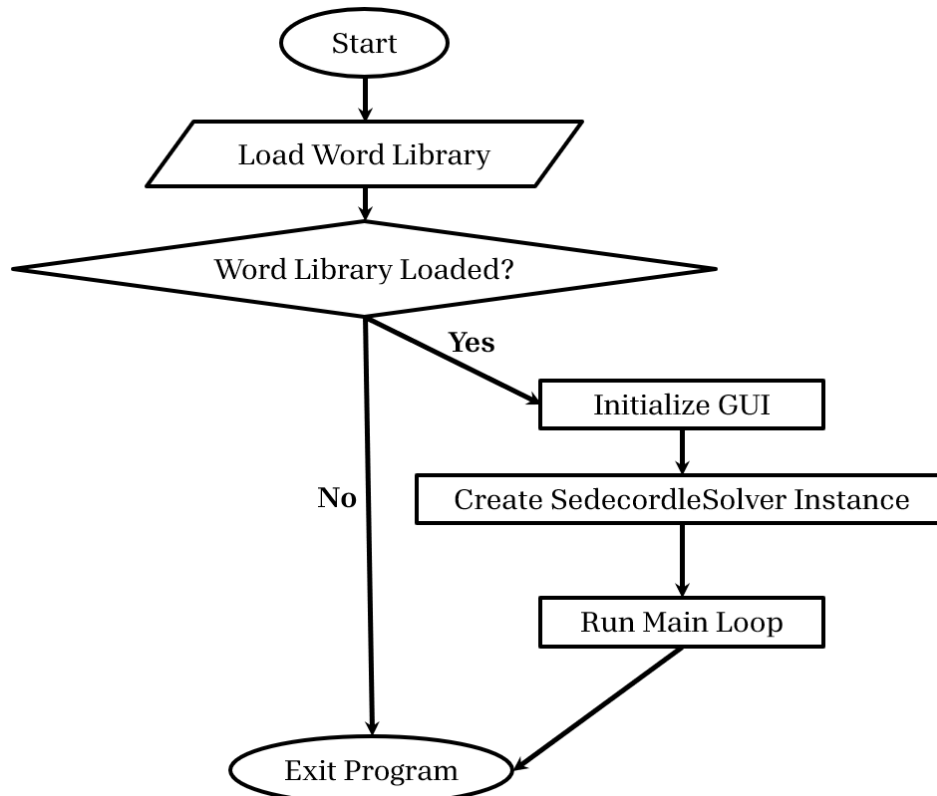 Start
Load Word Library
Word Library Loaded?
Yes
Initialize GUI
No
Create SedecordleSolver Instance
Run Main Loop
Exit Program